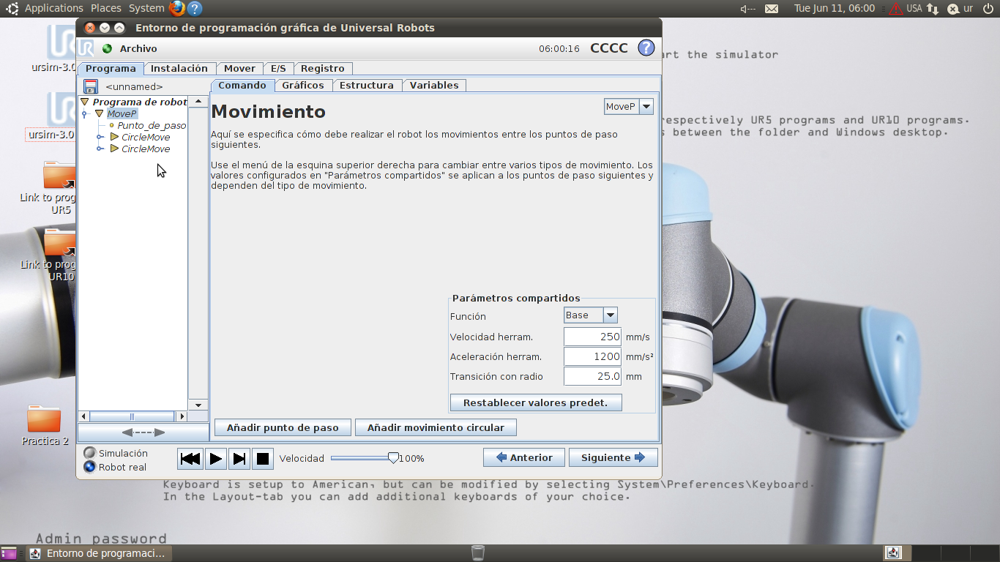 Applications Places System
Tue Jun 11, 06:00 USA ur
Entorno de programación gráfica de Universal Robots
Archivo
06:00:16 CCCC ?
Programa Instalación Mover E/S Registro
<unnamed>
Comando Gráficos Estructura Variables
Programa de robot
MoveP
Punto_de_paso
CircleMove
CircleMove
Movimiento
MoveP
Aquí se especifica cómo debe realizar el robot los movimientos entre los puntos de paso
siguientes.
Use el menú de la esquina superior derecha para cambiar entre varios tipos de movimiento. Los
valores configurados en "Parámetros compartidos" se aplican a los puntos de paso siguientes y
dependen del tipo de movimiento.
Parámetros compartidos
Función Base
Velocidad herram. 250 mm/s
Aceleración herram. 1200 mm/s²
Transición con radio 25.0 mm
Restablecer valores predet.
Añadir punto de paso Añadir movimiento circular
Simulación
Robot real
Velocidad 100%
Anterior Siguiente
UR
ursim-3.0
UR
ursim-3.0
Link to prog
UR5
Link to prog
UR10
Practica 2
art the simulator
respectively UR5 programs and UR10 programs.
s between the folder and Windows desktop.
Keyboard is setup to American, but can be modified by selecting System\Preferences\Keyboard.
In the Layout-tab you can add additional keyboards of your choice.
Admin password
Entorno de programaci...